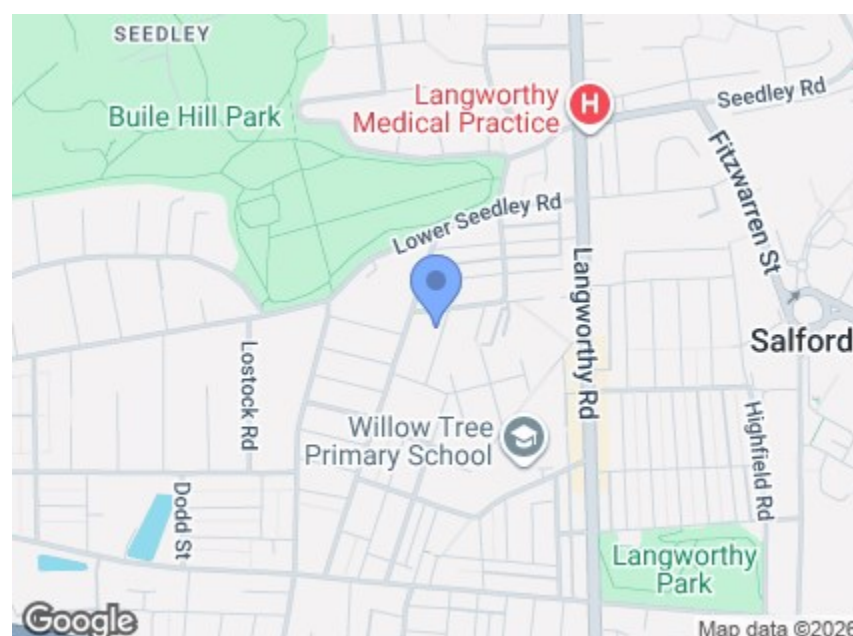 SEEDLEY
Buile Hill Park
Langworthy
Medical Practice
H
Seedley Rd
Fitzwarren St
Lower Seedley Rd
Langworthy Rd
Salford
Lostock Rd
Willow Tree
Primary School
Highfield Rd
Dodd St
Langworthy
Park
Google
Map data ©2026